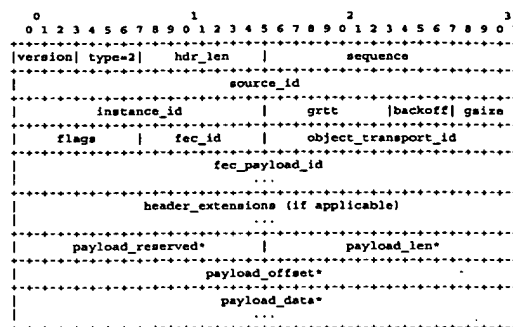 0 1 2 3
0 1 2 3 4 5 6 7 8 9 0 1 2 3 4 5 6 7 8 9 0 1 2 3 4 5 6 7 8 9 0
+-+-+-+-+-+-+-+-+-+-+-+-+-+-+-+-+-+-+-+-+-+-+-+-+-+-+-+-+-+-+-+
|version| type=2| hdr_len | sequence
+-+-+-+-+-+-+-+-+-+-+-+-+-+-+-+-+-+-+-+-+-+-+-+-+-+-+-+-+-+-+-+
| source_id
+-+-+-+-+-+-+-+-+-+-+-+-+-+-+-+-+-+-+-+-+-+-+-+-+-+-+-+-+-+-+-+
| instance_id | grtt |backoff| gsize
+-+-+-+-+-+-+-+-+-+-+-+-+-+-+-+-+-+-+-+-+-+-+-+-+-+-+-+-+-+-+-+
| flags | fec_id | object_transport_id
+-+-+-+-+-+-+-+-+-+-+-+-+-+-+-+-+-+-+-+-+-+-+-+-+-+-+-+-+-+-+-+
| fec_payload_id
| ...
+-+-+-+-+-+-+-+-+-+-+-+-+-+-+-+-+-+-+-+-+-+-+-+-+-+-+-+-+-+-+-+
| header_extensions (if applicable)
| ...
+-+-+-+-+-+-+-+-+-+-+-+-+-+-+-+-+-+-+-+-+-+-+-+-+-+-+-+-+-+-+-+
| payload_reserved* | payload_len*
+-+-+-+-+-+-+-+-+-+-+-+-+-+-+-+-+-+-+-+-+-+-+-+-+-+-+-+-+-+-+-+
| payload_offset*
+-+-+-+-+-+-+-+-+-+-+-+-+-+-+-+-+-+-+-+-+-+-+-+-+-+-+-+-+-+-+-+
| payload_data*
| ...
+-+-+-+-+-+-+-+-+-+-+-+-+-+-+-+-+-+-+-+-+-+-+-+-+-+-+-+-+-+-+-+